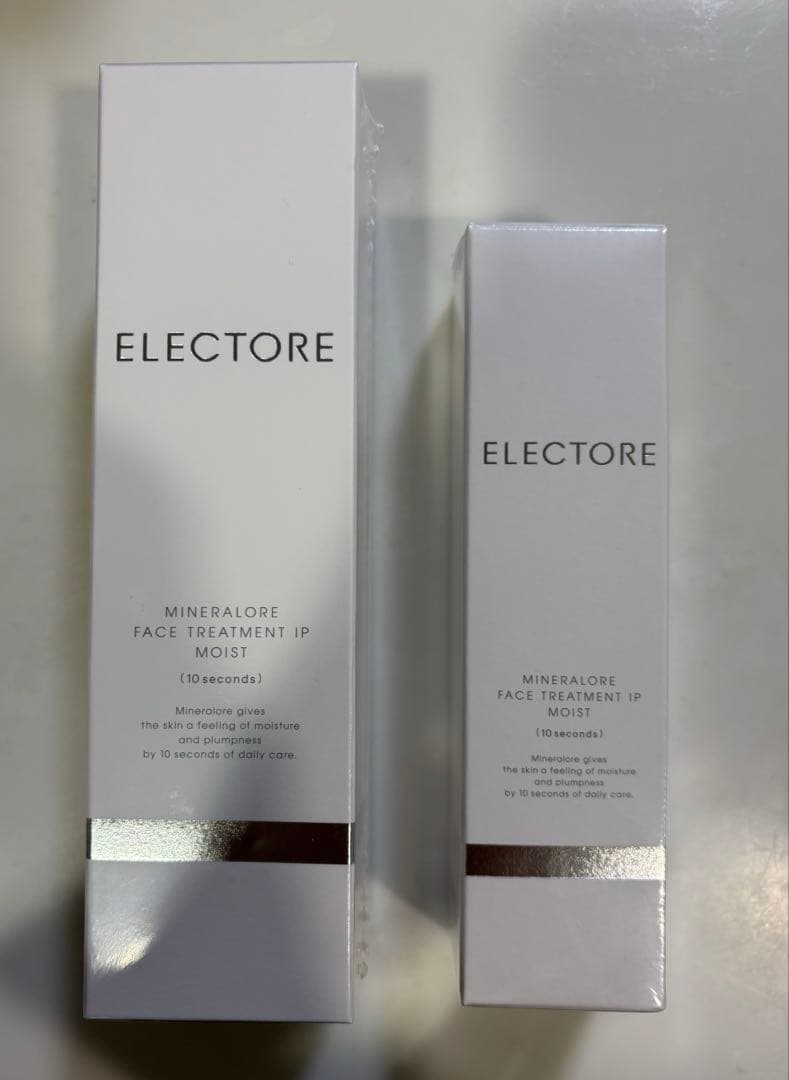 ELECTORE
MINERALORE
FACE TREATMENT IP
MOIST
(10 seconds)
Mineralore gives
the skin a feeling of moisture
and plumpness
by 10 seconds of daily care.
ELECTORE
MINERALORE
FACE TREATMENT IP
MOIST
(10 seconds)
Mineralore gives
the skin a feeling of moisture
and plumpness
by 10 seconds of daily care.